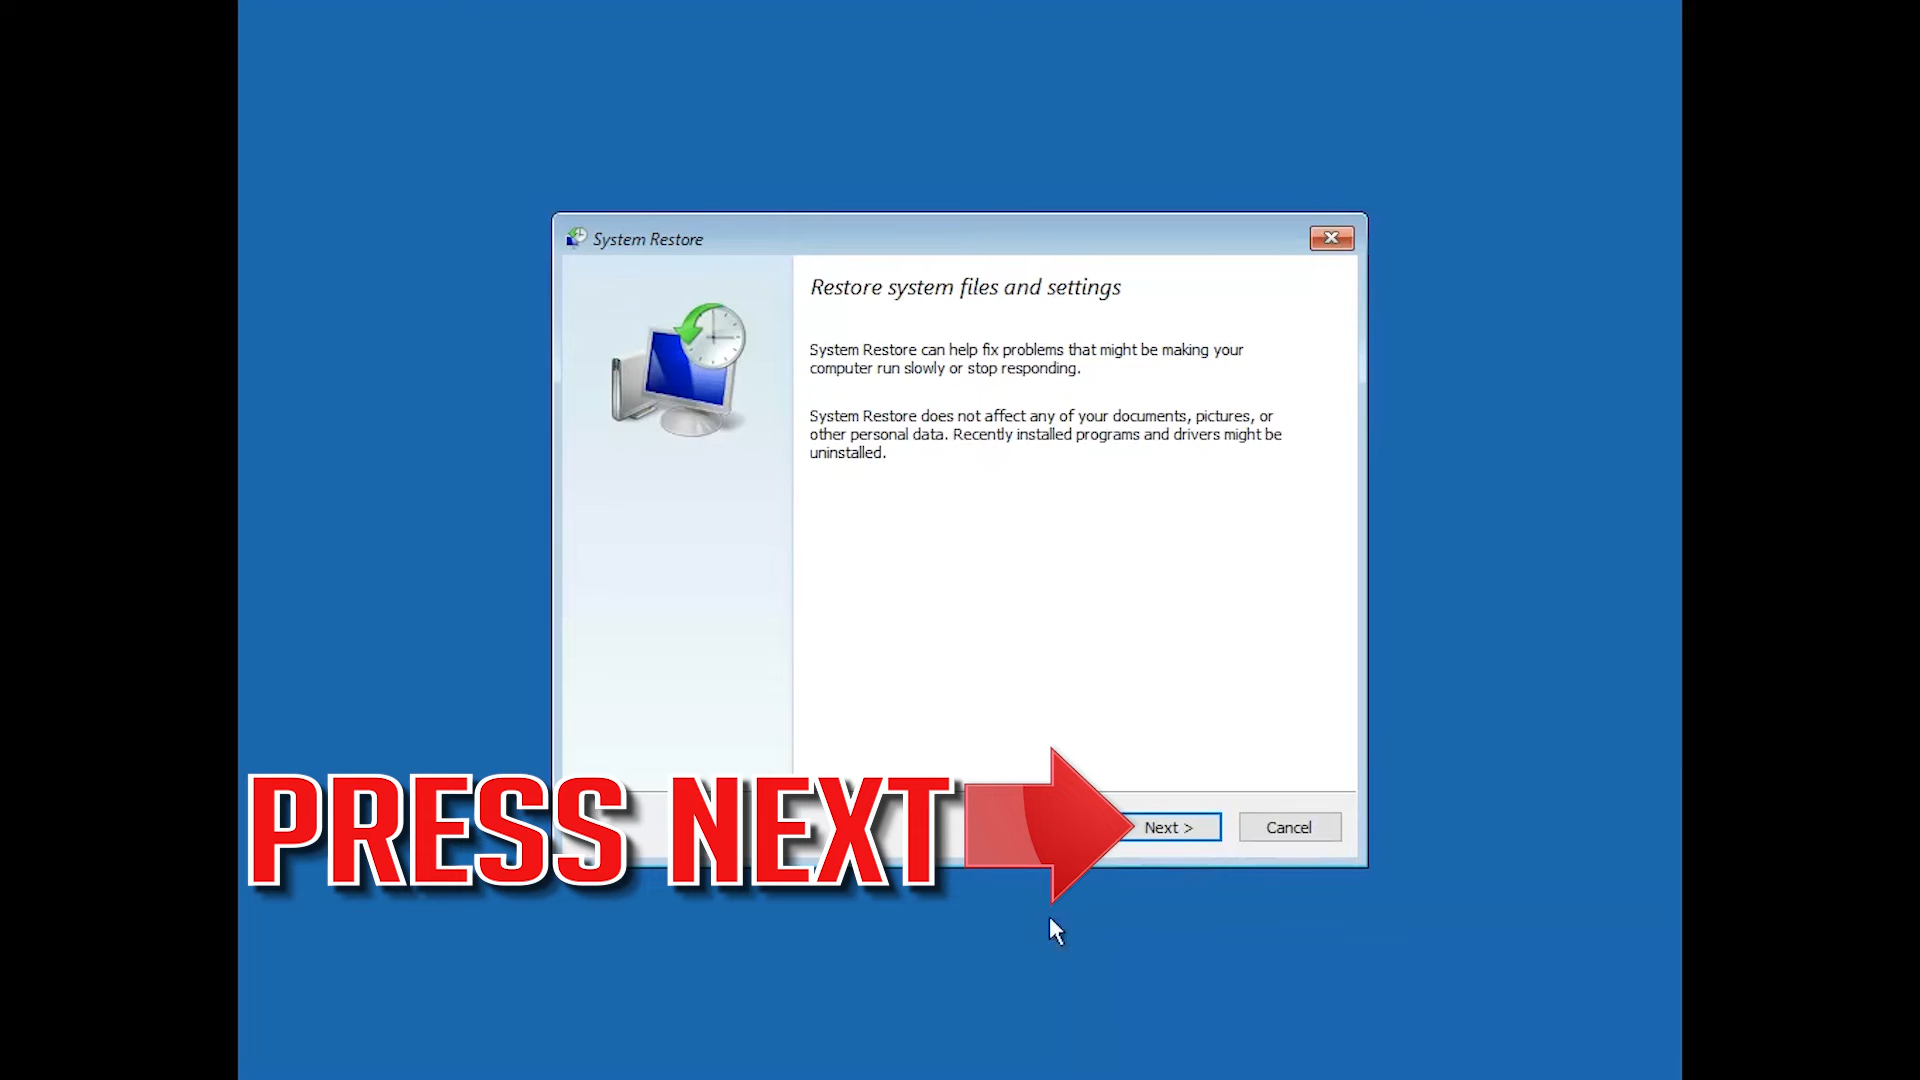 System Restore
Restore system files and settings
System Restore can help fix problems that might be making your
computer run slowly or stop responding.
System Restore does not affect any of your documents, pictures, or
other personal data. Recently installed programs and drivers might be
uninstalled.
PRESS NEXT
Next >
Cancel